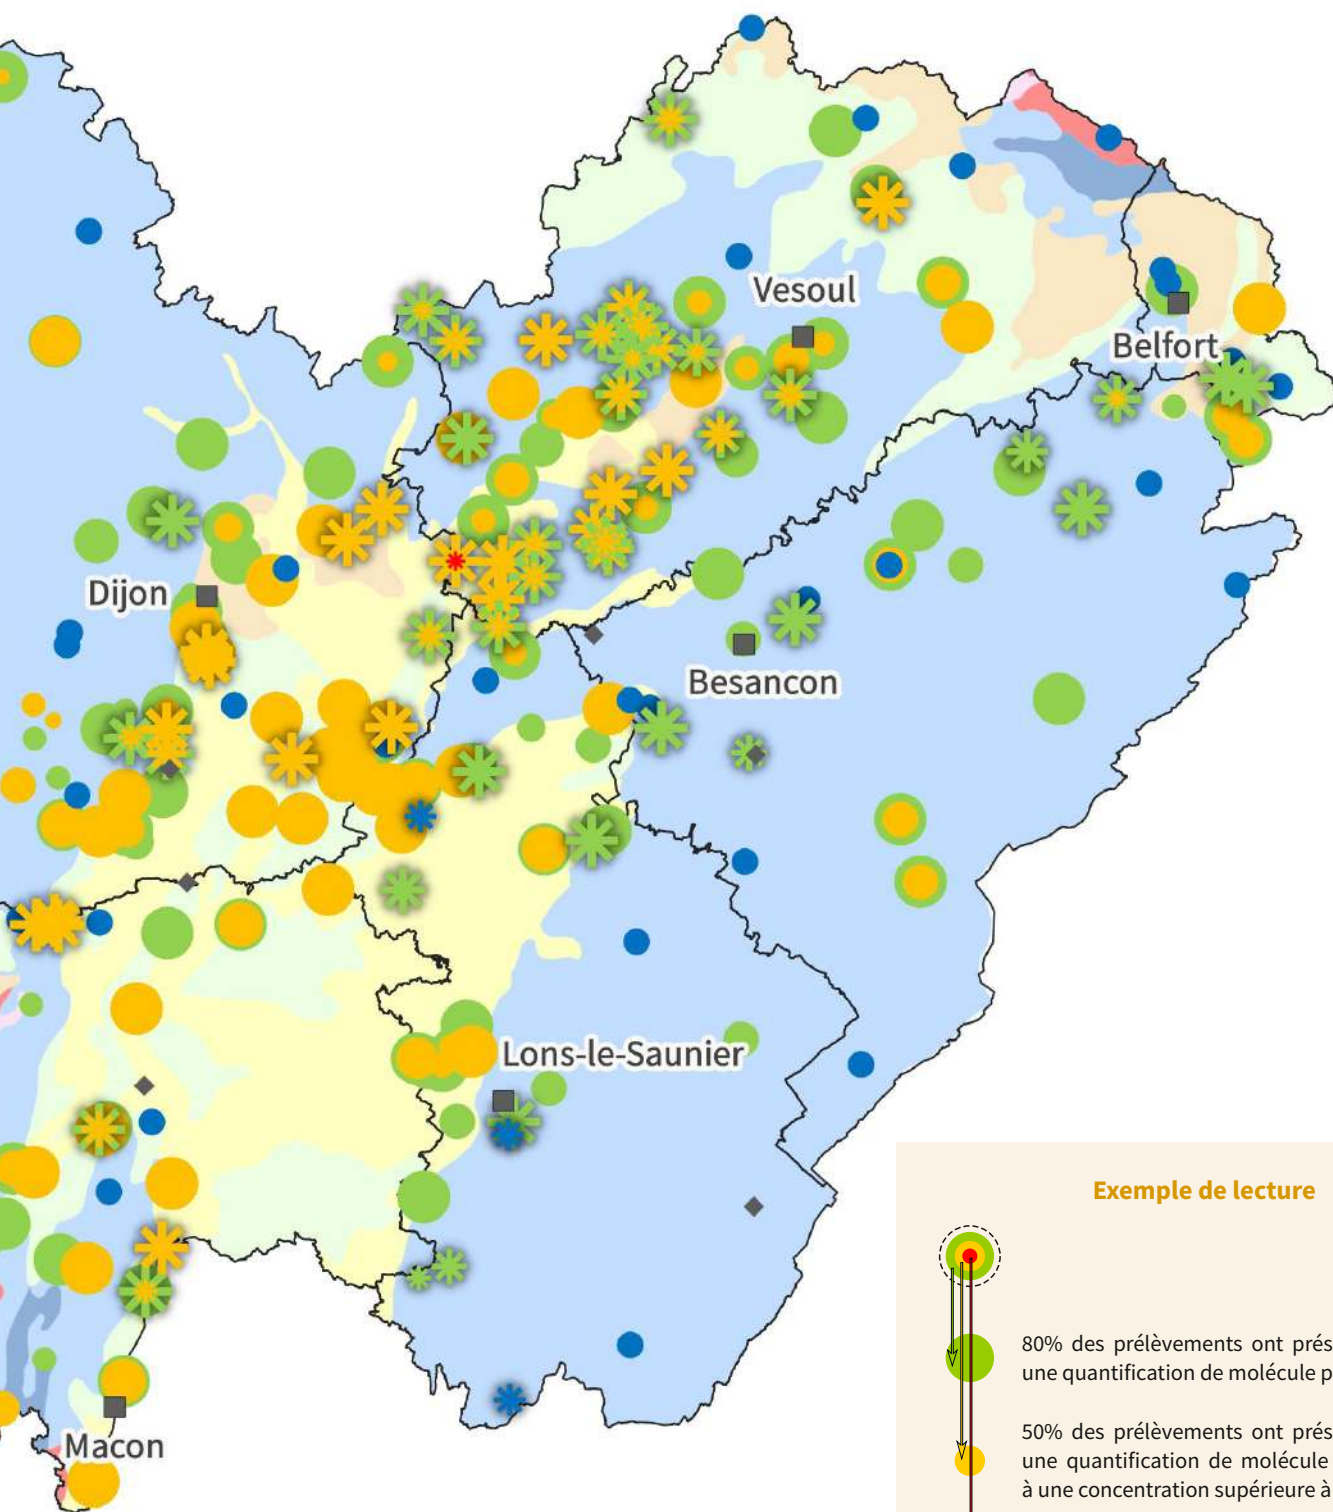 Vesoul
Belfort
Dijon
Besancon
Lons-le-Saunier
Macon
Exemple de lecture
80% des prélèvements ont prés
une quantification de molécule p
50% des prélèvements ont prés
une quantification de molécule
à une concentration supérieure à